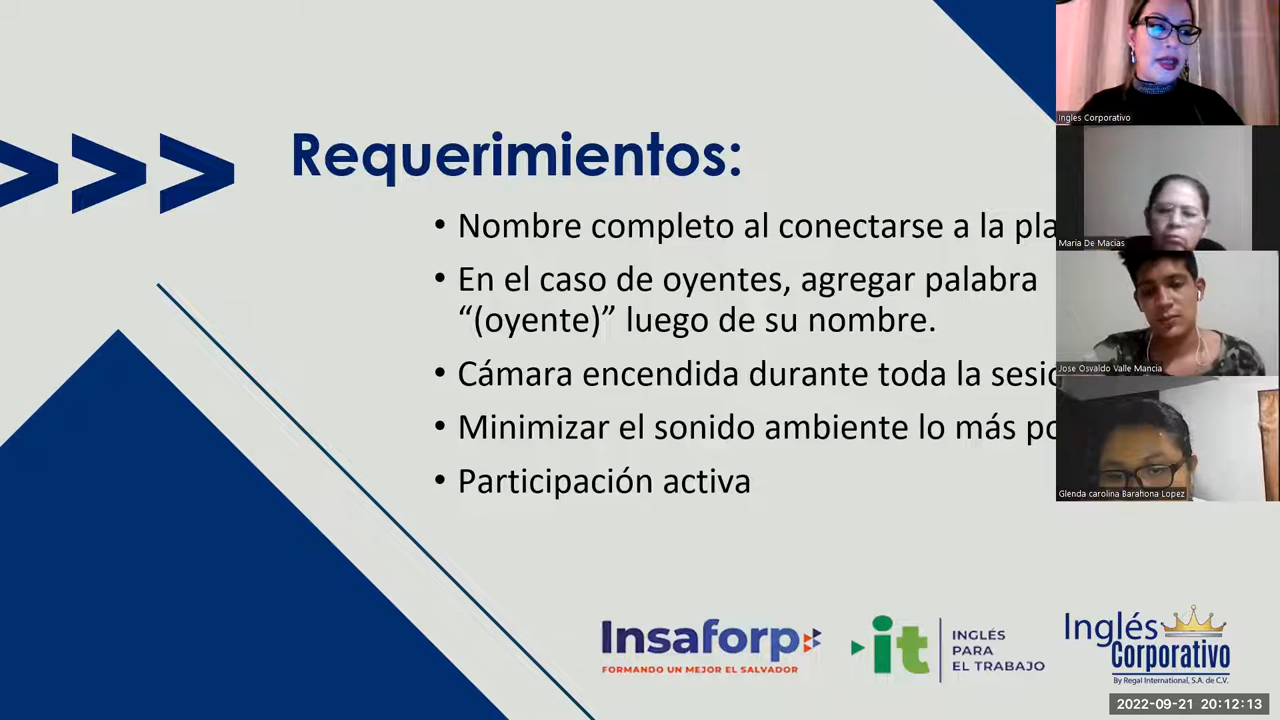 Requerimientos:
• Nombre completo al conectarse a la pla
• En el caso de oyentes, agregar palabra
“(oyente)” luego de su nombre.
• Cámara encendida durante toda la sesió
• Minimizar el sonido ambiente lo más po
• Participación activa
Ingles Corporativo
Maria De Macias
Jose Osvaldo Valle Mancia
Glenda carolina Barahona Lopez
Insaforp
FORMANDO UN MEJOR EL SALVADOR
it
INGLÉS
PARA
EL TRABAJO
Inglés
Corporativo
By Regal International, S.A. de C.V.
2022-09-21 20:12:13